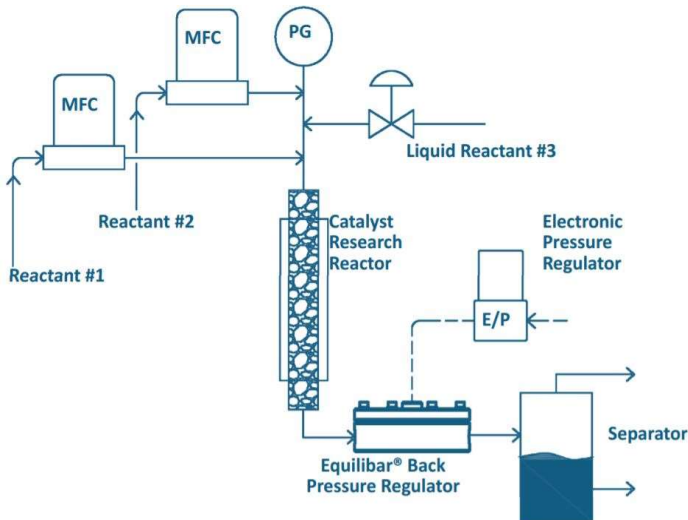 PG
MFC
MFC
Liquid Reactant #3
Reactant #2
Catalyst
Research
Reactor
Electronic
Pressure
Regulator
Reactant #1
E/P
Separator
Equilibar® Back
Pressure Regulator